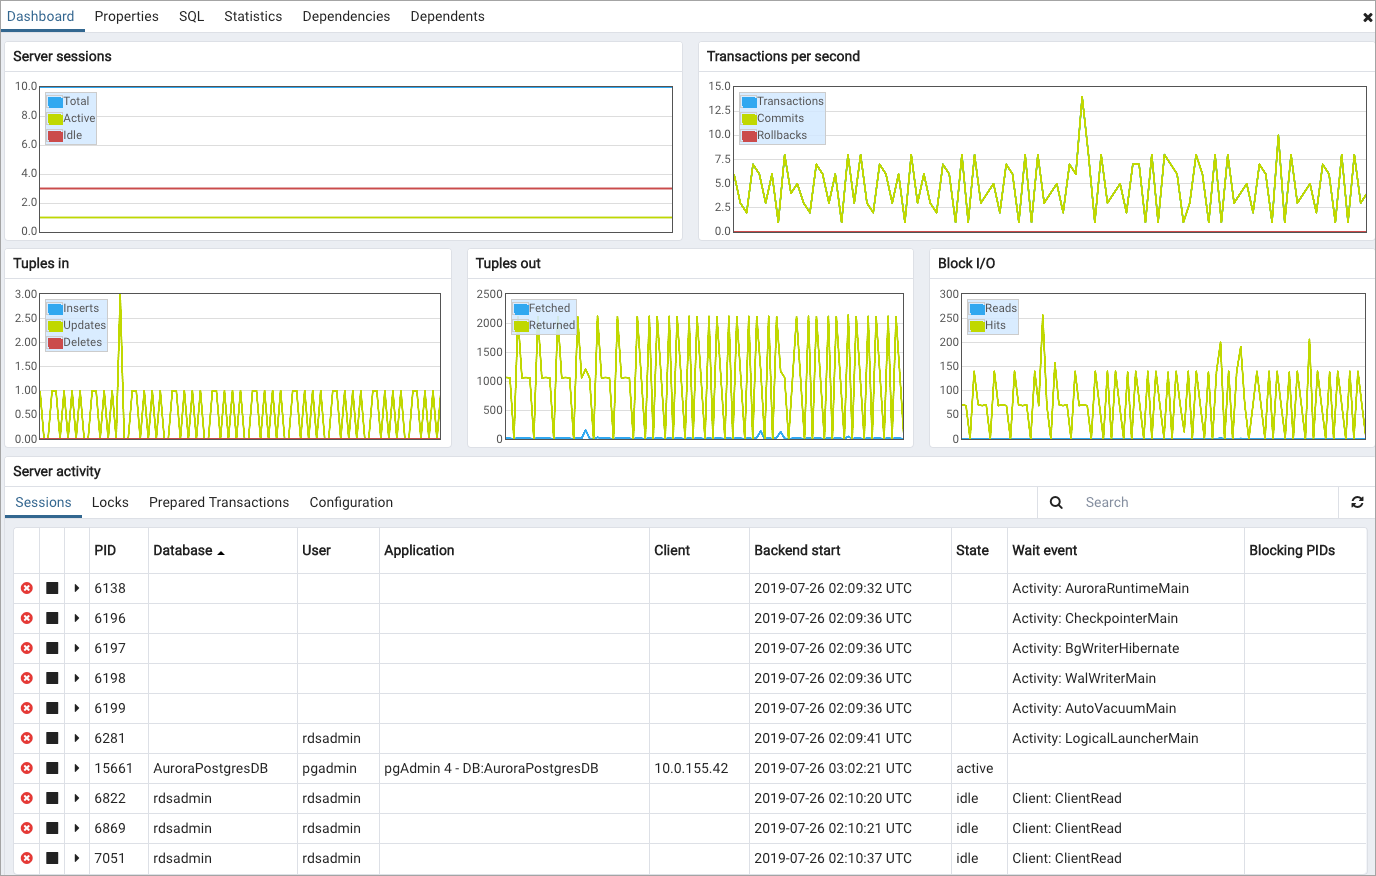 Dashboard Properties SQL Statistics Dependencies Dependents
Server sessions
10.0
8.0
6.0
4.0
2.0
0.0
Total
Active
Idle
Transactions per second
15.0
12.5
10.0
7.5
5.0
2.5
0.0
Transactions
Commits
Rollbacks
Tuples in
3.00
2.50
2.00
1.50
1.00
0.50
0.00
Inserts
Updates
Deletes
Tuples out
2500
2000
1500
1000
500
0
Fetched
Returned
Block I/O
300
250
200
150
100
50
0
Reads
Hits
Server activity
Sessions Locks Prepared Transactions Configuration Search
PID Database User Application Client Backend start State Wait event Blocking PIDs
6138 2019-07-26 02:09:32 UTC Activity: AuroraRuntimeMain
6196 2019-07-26 02:09:36 UTC Activity: CheckpointerMain
6197 2019-07-26 02:09:36 UTC Activity: BgWriterHibernate
6198 2019-07-26 02:09:36 UTC Activity: WalWriterMain
6199 2019-07-26 02:09:36 UTC Activity: AutoVacuumMain
6281 rdsadmin 2019-07-26 02:09:41 UTC Activity: LogicalLauncherMain
15661 AuroraPostgresDB pgadmin pgAdmin 4 - DB:AuroraPostgresDB 10.0.155.42 2019-07-26 03:02:21 UTC active
6822 rdsadmin rdsadmin 2019-07-26 02:10:20 UTC idle Client: ClientRead
6869 rdsadmin rdsadmin 2019-07-26 02:10:21 UTC idle Client: ClientRead
7051 rdsadmin rdsadmin 2019-07-26 02:10:37 UTC idle Client: ClientRead